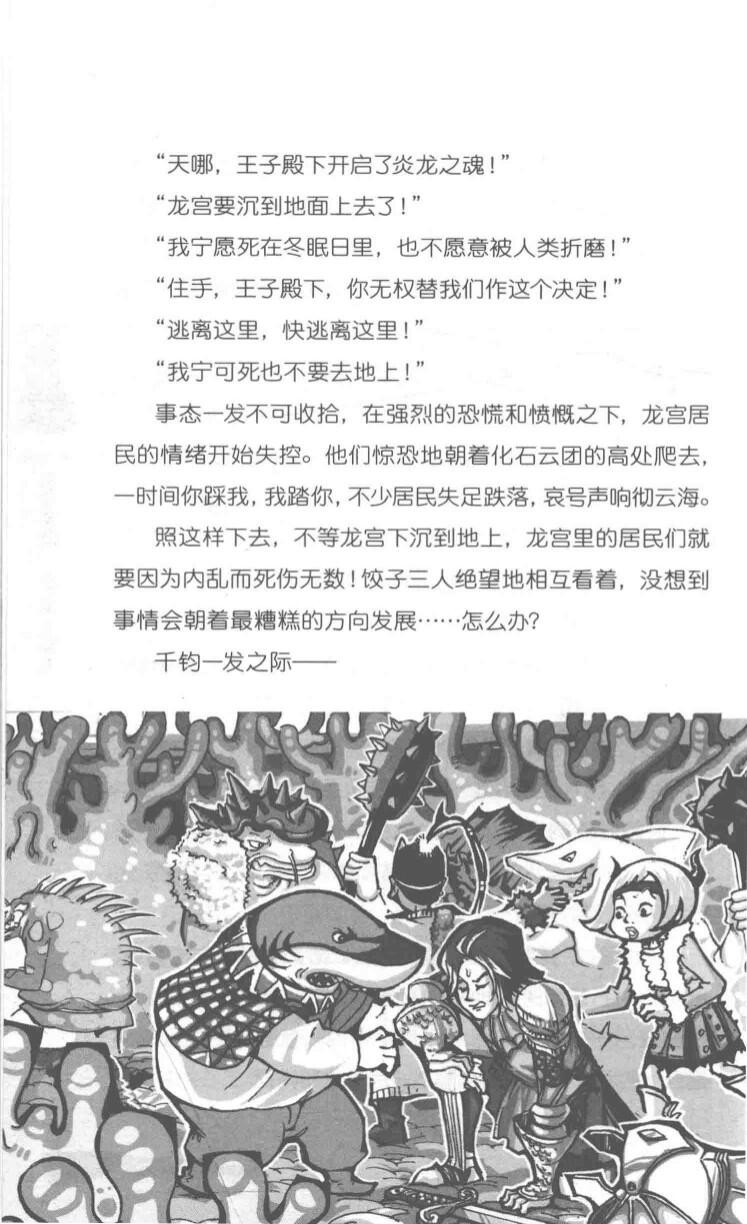 “天哪，王子殿下开启了炎龙之魂！”
“龙宫要沉到地面上去了！”
“我宁愿死在冬眠日里，也不愿意被人类折磨！”
“住手，王子殿下，你无权替我们作这个决定！”
“逃离这里，快逃离这里！”
“我宁可死也不要去地上！”
事态一发不可收拾，在强烈的恐慌和愤慨之下，龙宫居
民的情绪开始失控。他们惊恐地朝着化石云团的高处爬去，
一时间你踩我，我踏你，不少居民失足跌落，哀号声响彻云海。
照这样下去，不等龙宫下沉到地上，龙宫里的居民们就
要因为内乱而死伤无数！饺子三人绝望地相互看着，没想到
事情会朝着最糟糕的方向发展……怎么办？
千钧一发之际——